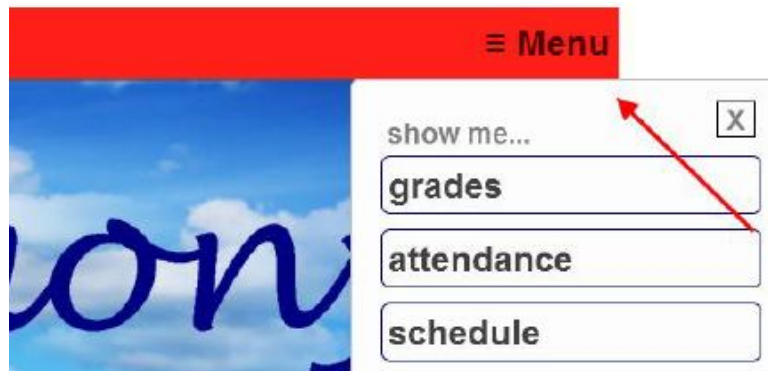 ≡ Menu
X
show me...
grades
attendance
schedule